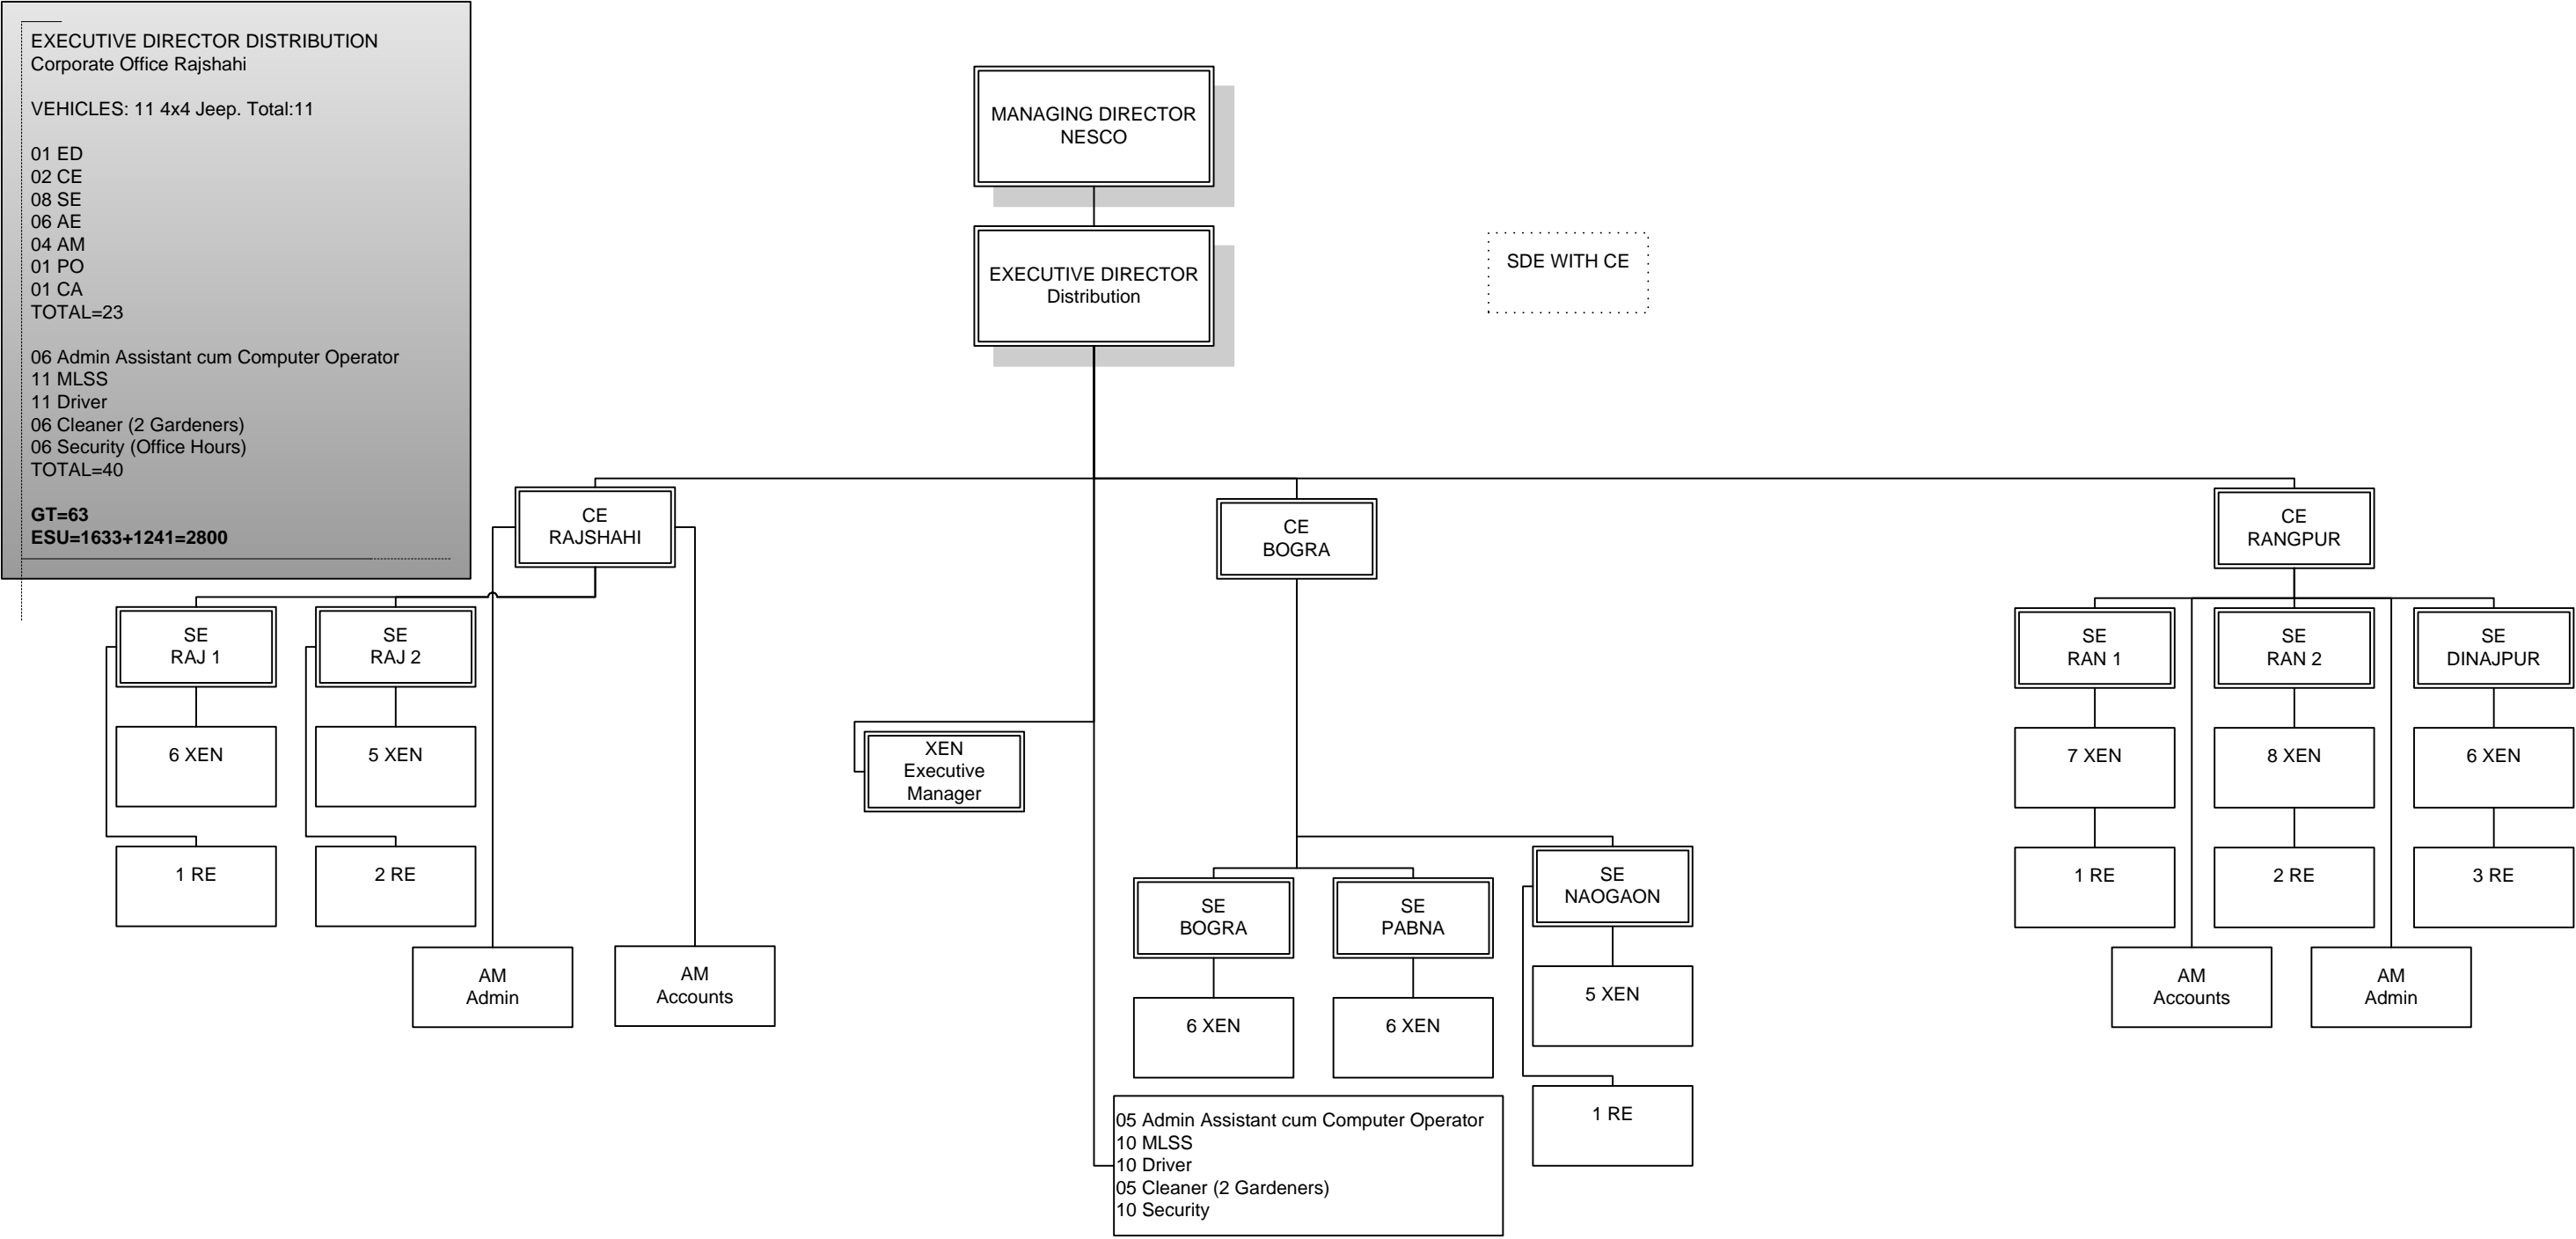 EXECUTIVE DIRECTOR DISTRIBUTION
Corporate Office Rajshahi
VEHICLES: 11 4x4 Jeep. Total:11
01 ED
02 CE
08 SE
06 AE
04 AM
01 PO
01 CA
TOTAL=23
06 Admin Assistant cum Computer Operator
11 MLSS
11 Driver
06 Cleaner (2 Gardeners)
06 Security (Office Hours)
TOTAL=40
GT=63
ESU=1633+1241=2800
MANAGING DIRECTOR
NESCO
EXECUTIVE DIRECTOR
Distribution
SDE WITH CE
CE
RAJSHAHI
CE
BOGRA
CE
RANGPUR
SE
RAJ 1
SE
RAJ 2
SE
RAN 1
SE
RAN 2
SE
DINAJPUR
6 XEN
5 XEN
XEN
Executive
Manager
7 XEN
8 XEN
6 XEN
1 RE
2 RE
SE
BOGRA
SE
PABNA
SE
NAOGAON
1 RE
2 RE
3 RE
AM
Admin
AM
Accounts
6 XEN
6 XEN
5 XEN
AM
Accounts
AM
Admin
1 RE
05 Admin Assistant cum Computer Operator
10 MLSS
10 Driver
05 Cleaner (2 Gardeners)
10 Security